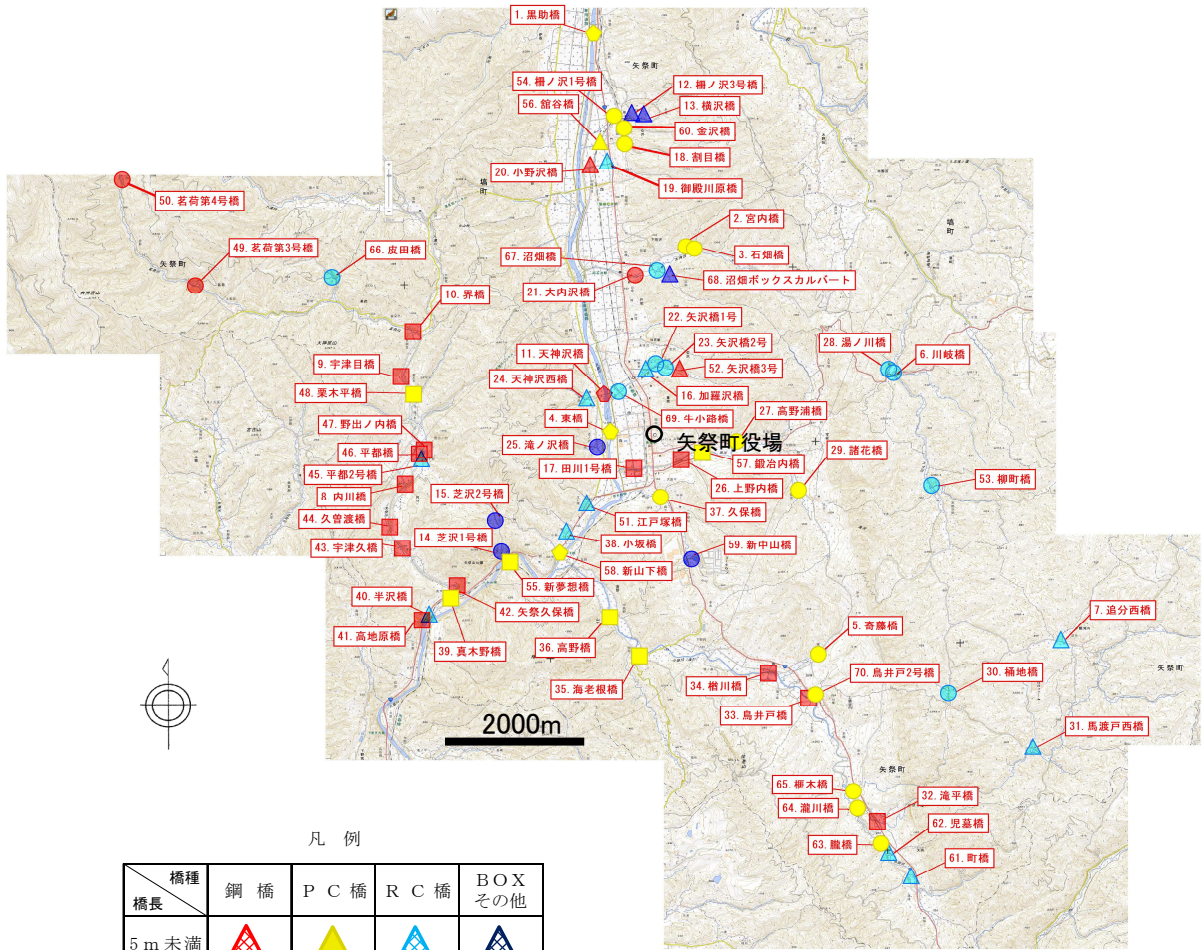 1. 黒助橋
矢祭町
54. 柵ノ沢1号橋
12. 柵ノ沢3号橋
56. 舘谷橋
13. 横沢橋
60. 金沢橋
18. 割目橋
20. 小野沢橋
19. 御殿川原橋
塙町
50. 茗荷第4号橋
2. 宮内橋
塙町
49. 茗荷第3号橋
66. 皮田橋
3. 石畑橋
矢祭町
67. 沼畑橋
68. 沼畑ボックスカルバート
21. 大内沢橋
10. 界橋
22. 矢沢橋1号
23. 矢沢橋2号
28. 湯ノ川橋
6. 川岐橋
11. 天神沢橋
52. 矢沢橋3号
9. 宇津目橋
24. 天神沢西橋
16. 加羅沢橋
48. 栗木平橋
27. 高野浦橋
4. 東橋
69. 牛小路橋
47. 野出ノ内橋
矢祭町役場
25. 滝ノ沢橋
46. 平都橋
57. 鍛冶内橋
29. 諸花橋
45. 平都2号橋
17. 田川1号橋
53. 柳町橋
26. 上野内橋
8. 内川橋
15. 芝沢2号橋
37. 久保橋
44. 久曽渡橋
51. 江戸塚橋
14. 芝沢1号橋
38. 小坂橋
59. 新中山橋
43. 宇津久橋
58. 新山下橋
55. 新夢想橋
40. 半沢橋
42. 矢祭久保橋
7. 追分西橋
41. 高地原橋
5. 寄藤橋
39. 真木野橋
36. 高野橋
矢祭町
70. 鳥井戸2号橋
30. 桶地橋
34. 楢川橋
35. 海老根橋
33. 鳥井戸橋
2000m
31. 馬渡戸西橋
矢祭町
65. 梛木橋
32. 滝平橋
64. 瀧川橋
62. 児墓橋
凡 例
63. 朧橋
61. 町橋
橋種
橋長
鋼 橋
P C 橋
R C 橋
BOX
その他
5m未満